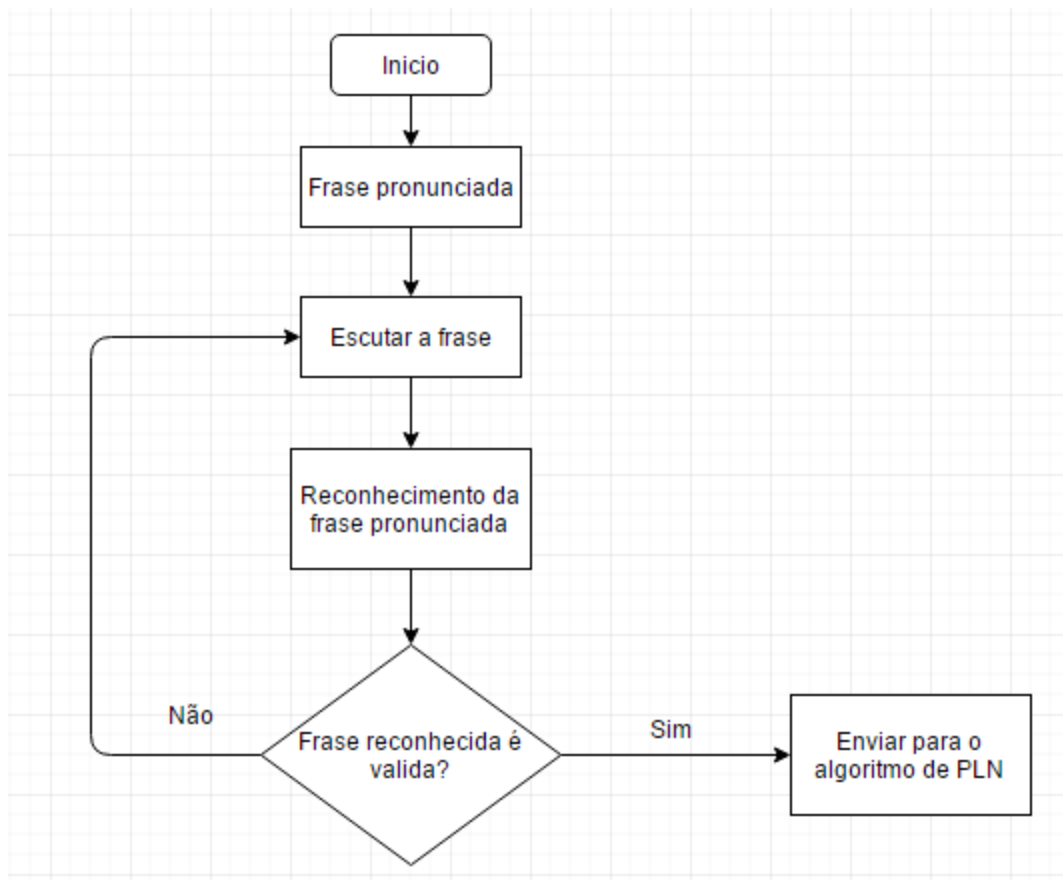 Inicio
Frase pronunciada
Escutar a frase
Reconhecimento da
frase pronunciada
Não
Frase reconhecida é
valida?
Sim
Enviar para o
algoritmo de PLN